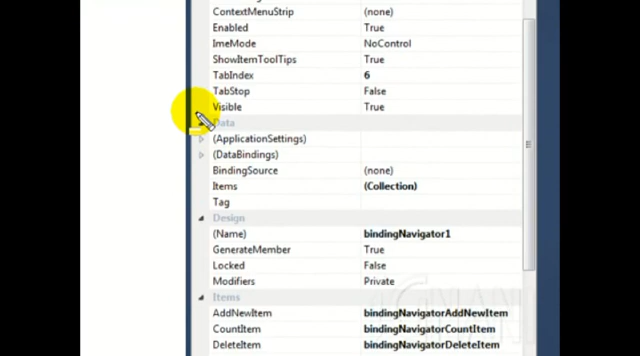 ContextMenuStrip (none)
Enabled True
ImeMode NoControl
ShowItemToolTips True
TabIndex 6
TabStop False
Visible True
Data
(ApplicationSettings)
(DataBindings)
BindingSource (none)
Items (Collection)
Tag
Design
(Name) bindingNavigator1
GenerateMember True
Locked False
Modifiers Private
Items
AddNewItem bindingNavigatorAddNewItem
CountItem bindingNavigatorCountItem
DeleteItem bindingNavigatorDeleteItem